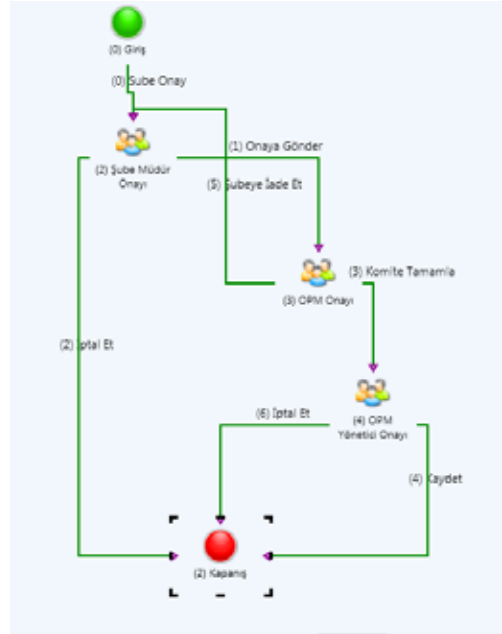 (0) Giriş
(0) Şube Onay
(1) Onaya Gönder
(2) Şube Müdür
Onayı
(5) Şubeye İade Et
(3) Komite Tamamla
(3) OPM Onayı
(2) İptal Et
(6) İptal Et
(4) OPM
Yönetici Onayı
(4) Kaydet
(2) Kapanış